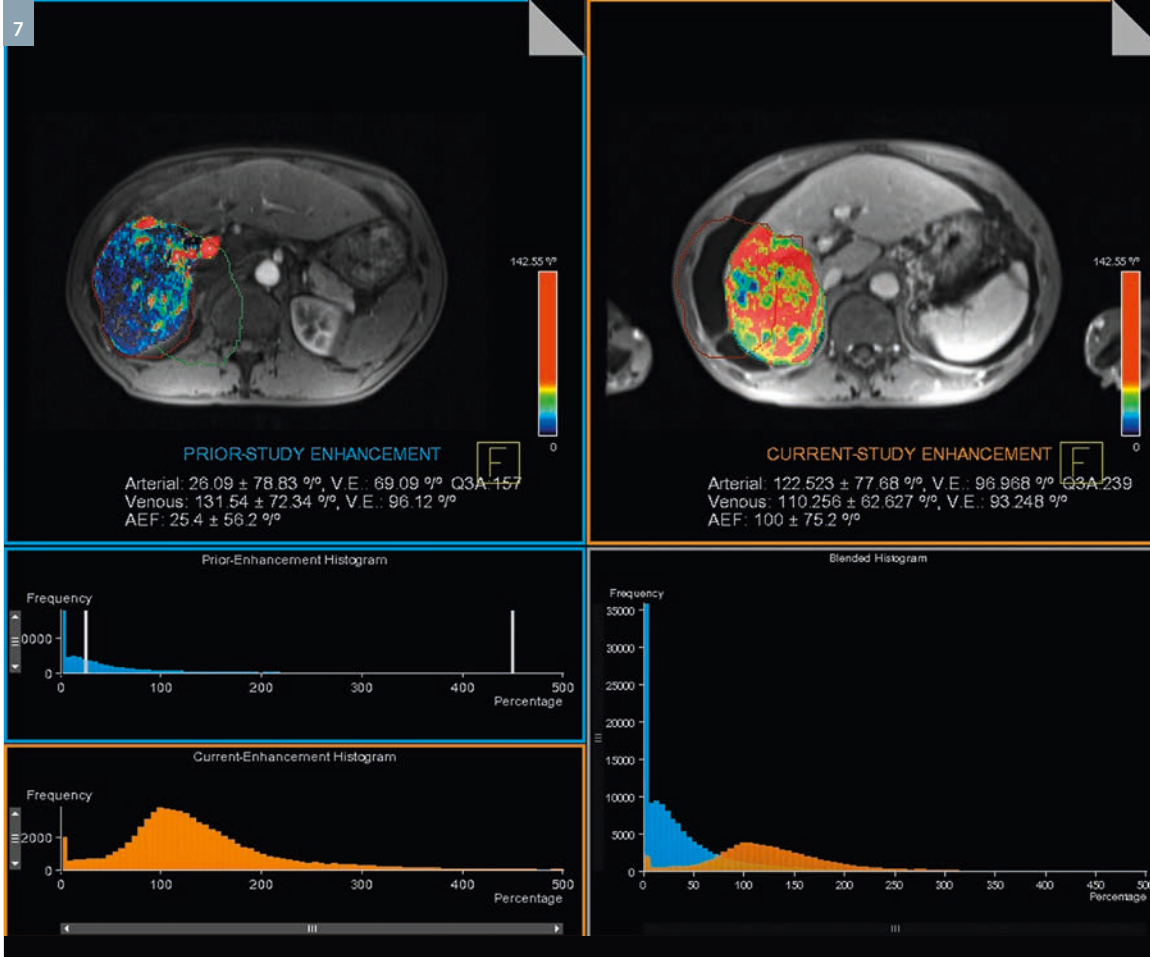 7
142.55 º/º
0
PRIOR-STUDY ENHANCEMENT
F
Arterial: 26.09 ± 78.83 º/º, V.E.: 69.09 º/º Q3A:157
Venous: 131.54 ± 72.34 º/º, V.E.: 96.12 º/º
AEF: 25.4 ± 56.2 º/º
142.55 º/º
0
CURRENT-STUDY ENHANCEMENT
F
Arterial: 122.523 ± 77.68 º/º, V.E.: 96.968 º/º Q3A:239
Venous: 110.256 ± 62.627 º/º, V.E.: 93.248 º/º
AEF: 100 ± 75.2 º/º
Prior-Enhancement Histogram
Frequency
0000
0
0 100 200 300 400 500
Percentage
Current-Enhancement Histogram
Frequency
2000
0
0 100 200 300 400 500
Percentage
Blended Histogram
Frequency
35000
30000
25000
20000
15000
10000
5000
0
0 50 100 150 200 250 300 350 400 450 50
Percentage